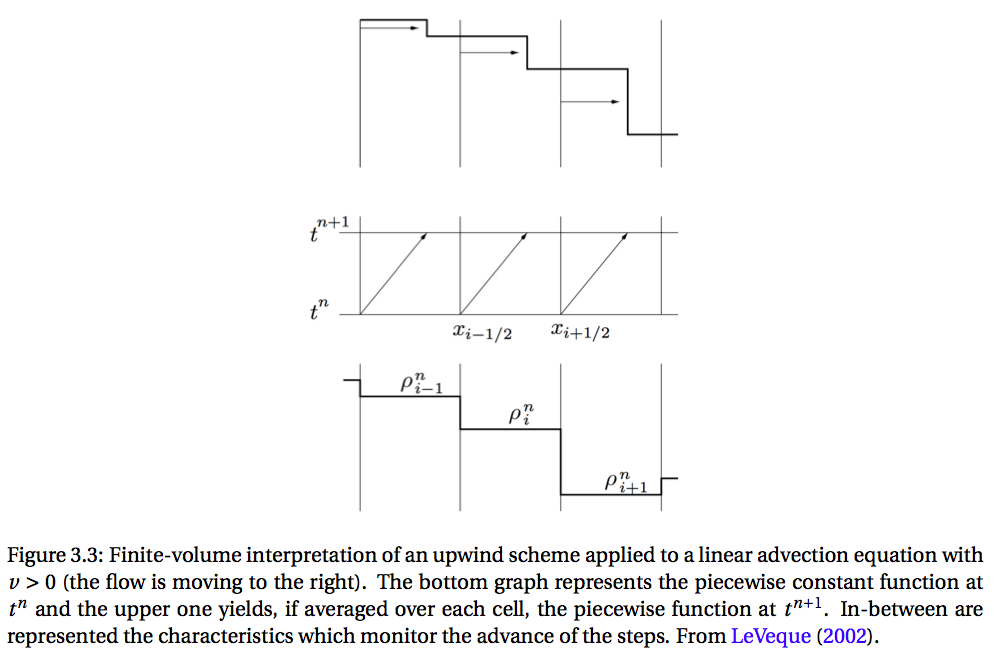 t^{n+1}
t^n
x_{i−1/2} x_{i+1/2}
ρ^n_{i−1}
ρ^n_i
ρ^n_{i+1}
Figure 3.3: Finite-volume interpretation of an upwind scheme applied to a linear advection equation with
v > 0 (the flow is moving to the right). The bottom graph represents the piecewise constant function at
t^n and the upper one yields, if averaged over each cell, the piecewise function at t^{n+1}. In-between are
represented the characteristics which monitor the advance of the steps. From LeVeque (2002).